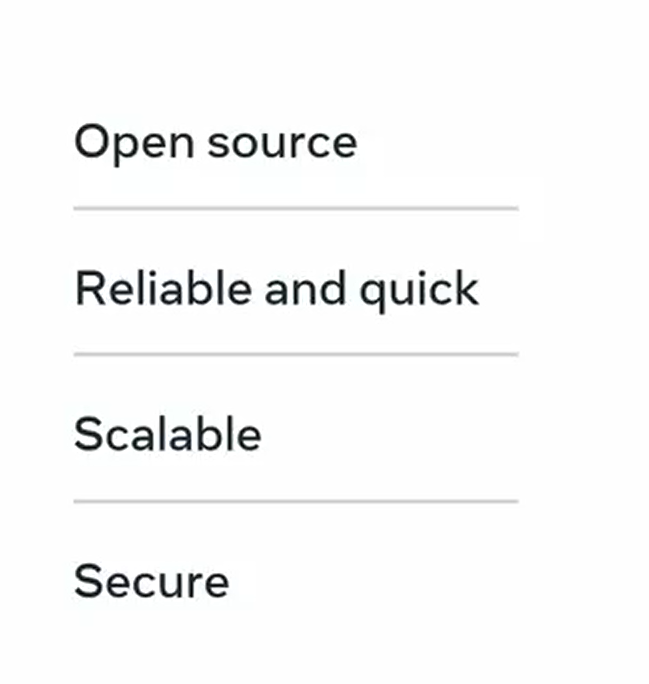 Open source
Reliable and quick
Scalable
Secure